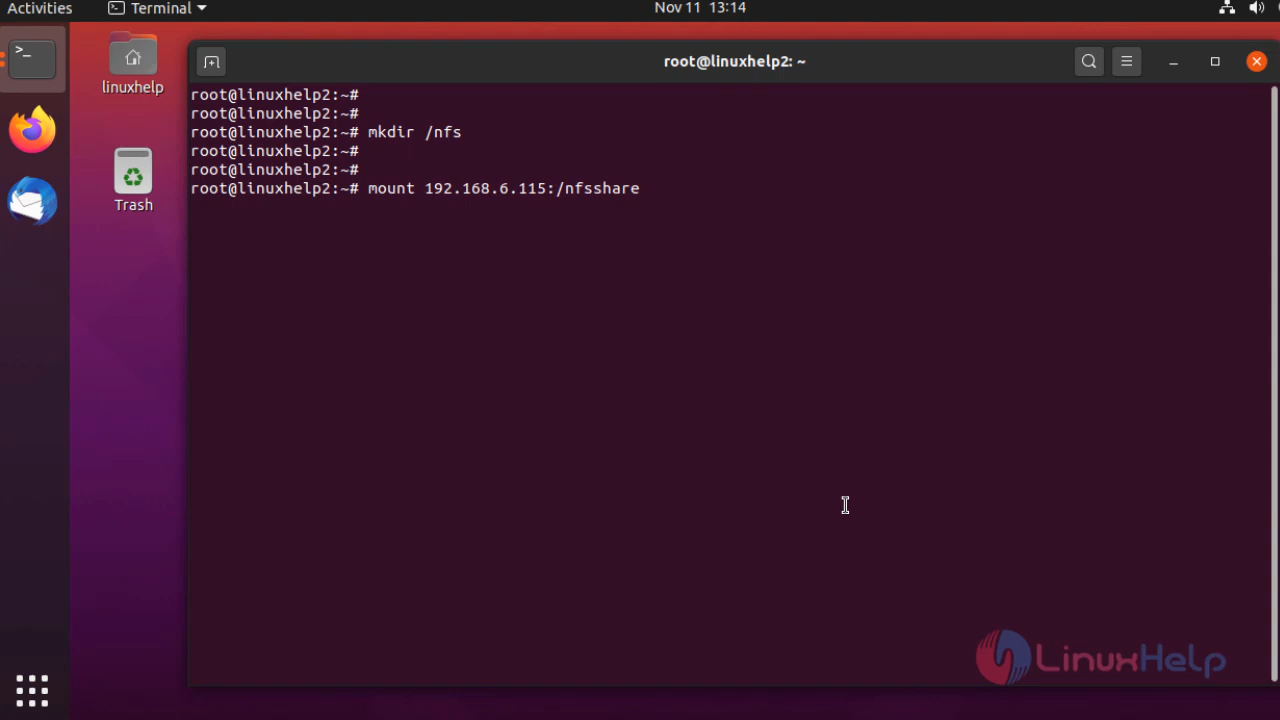 Activities
Terminal
Nov 11 13:14
root@linuxhelp2: ~
linuxhelp
Trash
root@linuxhelp2:~#
root@linuxhelp2:~#
root@linuxhelp2:~# mkdir /nfs
root@linuxhelp2:~#
root@linuxhelp2:~#
root@linuxhelp2:~# mount 192.168.6.115:/nfsshare
LinuxHelp